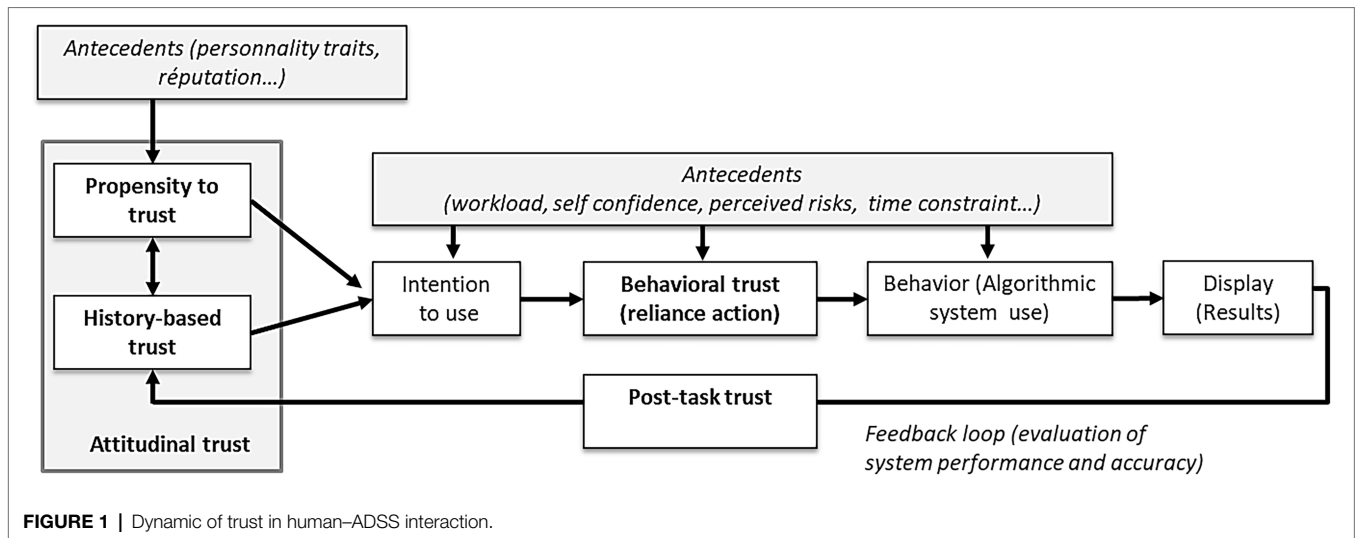 Antecedents (personnality traits,
réputation...)
Propensity to
trust
History-based
trust
Attitudinal trust
Antecedents
(workload, self confidence, perceived risks, time constraint...)
Intention
to use
Behavioral trust
(reliance action)
Behavior (Algorithmic
system use)
Display
(Results)
Post-task trust
Feedback loop (evaluation of
system performance and accuracy)
FIGURE 1 | Dynamic of trust in human–ADSS interaction.